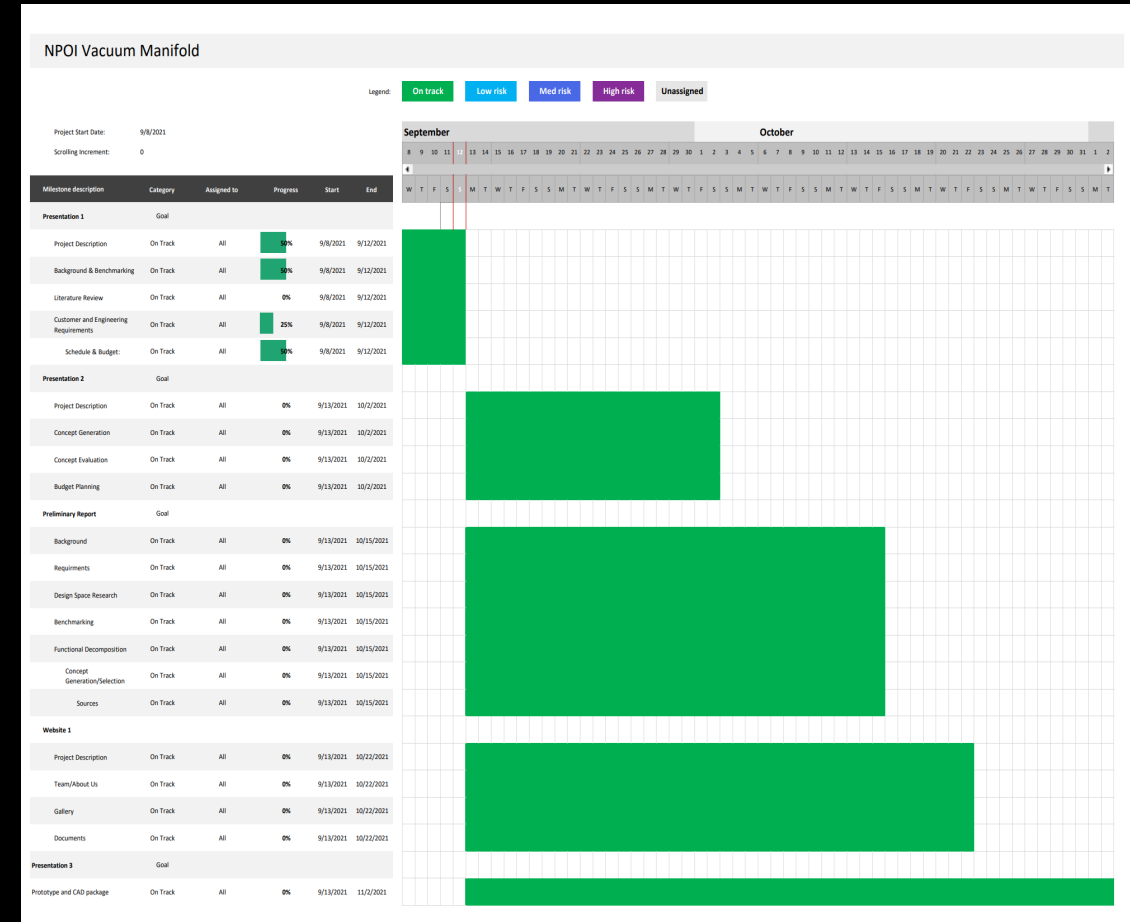 NPOI Vacuum Manifold
Legend: On track Low risk Med risk High risk Unassigned
Project Start Date: 9/8/2021
September October
Scrolling Increment: 0
8 9 10 11 12 13 14 15 16 17 18 19 20 21 22 23 24 25 26 27 28 29 30 1 2 3 4 5 6 7 8 9 10 11 12 13 14 15 16 17 18 19 20 21 22 23 24 25 26 27 28 29 30 31 1 2
Milestone description Category Assigned to Progress Start End
W T F S S M T W T F S S M T W T F S S M T W T F S S M T W T F S S M T W T F S S M T W T F S S M T W T F S S M T
Presentation 1 Goal
Project Description On Track All 50% 9/8/2021 9/12/2021
Background & Benchmarking On Track All 50% 9/8/2021 9/12/2021
Literature Review On Track All 0% 9/8/2021 9/12/2021
Customer and Engineering
Requirements On Track All 25% 9/8/2021 9/12/2021
Schedule & Budget: On Track All 50% 9/8/2021 9/12/2021
Presentation 2 Goal
Project Description On Track All 0% 9/13/2021 10/2/2021
Concept Generation On Track All 0% 9/13/2021 10/2/2021
Concept Evaluation On Track All 0% 9/13/2021 10/2/2021
Budget Planning On Track All 0% 9/13/2021 10/2/2021
Preliminary Report Goal
Background On Track All 0% 9/13/2021 10/15/2021
Requirments On Track All 0% 9/13/2021 10/15/2021
Design Space Research On Track All 0% 9/13/2021 10/15/2021
Benchmarking On Track All 0% 9/13/2021 10/15/2021
Functional Decomposition On Track All 0% 9/13/2021 10/15/2021
Concept
Generation/Selection On Track All 0% 9/13/2021 10/15/2021
Sources On Track All 0% 9/13/2021 10/15/2021
Website 1
Project Description On Track All 0% 9/13/2021 10/22/2021
Team/About Us On Track All 0% 9/13/2021 10/22/2021
Gallery On Track All 0% 9/13/2021 10/22/2021
Documents On Track All 0% 9/13/2021 10/22/2021
Presentation 3 Goal
Prototype and CAD package On Track All 0% 9/13/2021 11/2/2021